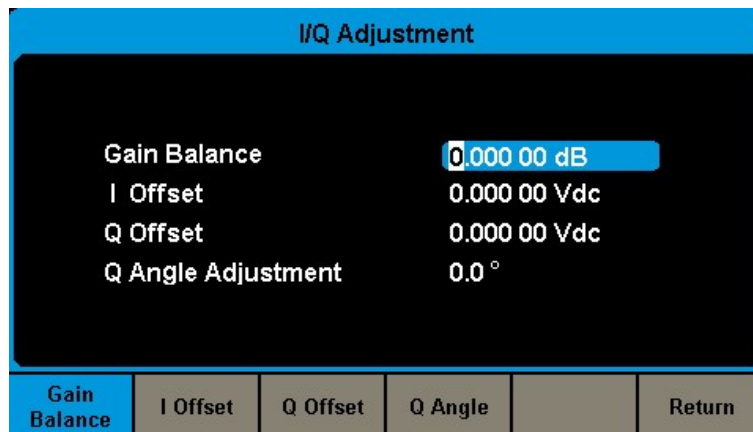 I/Q Adjustment
Gain Balance 0.000 00 dB
I Offset 0.000 00 Vdc
Q Offset 0.000 00 Vdc
Q Angle Adjustment 0.0 °
Gain Balance I Offset Q Offset Q Angle Return